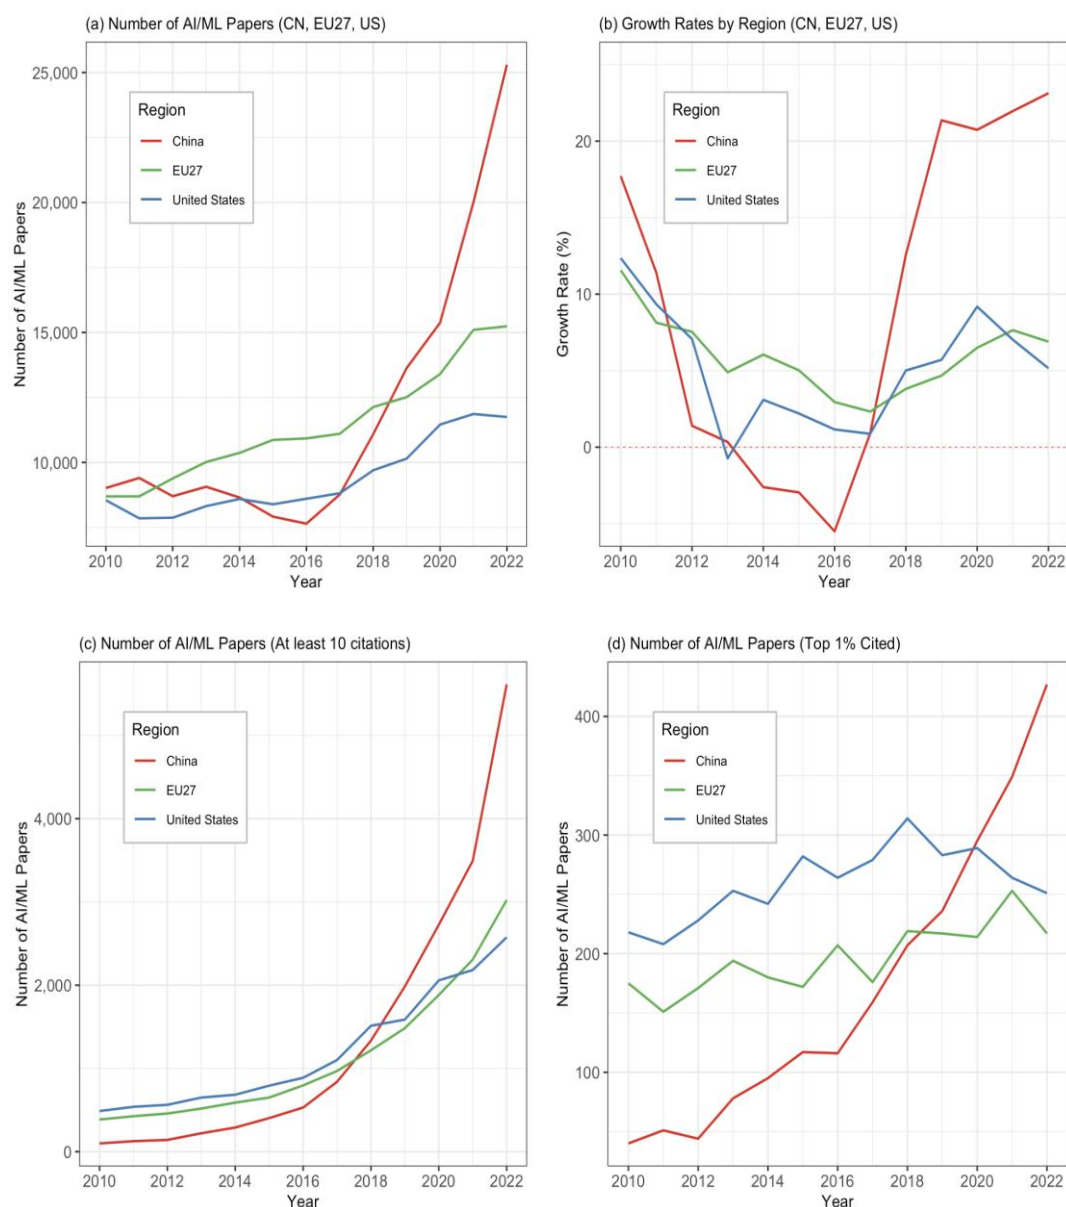 (a) Number of AI/ML Papers (CN, EU27, US)
Number of AI/ML Papers
25,000
20,000
15,000
10,000
Region
China
EU27
United States
2010 2012 2014 2016 2018 2020 2022
Year
(b) Growth Rates by Region (CN, EU27, US)
Growth Rate (%)
20
10
0
Region
China
EU27
United States
2010 2012 2014 2016 2018 2020 2022
Year
(c) Number of AI/ML Papers (At least 10 citations)
Number of AI/ML Papers
4,000
2,000
0
Region
China
EU27
United States
2010 2012 2014 2016 2018 2020 2022
Year
(d) Number of AI/ML Papers (Top 1% Cited)
Number of AI/ML Papers
400
300
200
100
Region
China
EU27
United States
2010 2012 2014 2016 2018 2020 2022
Year